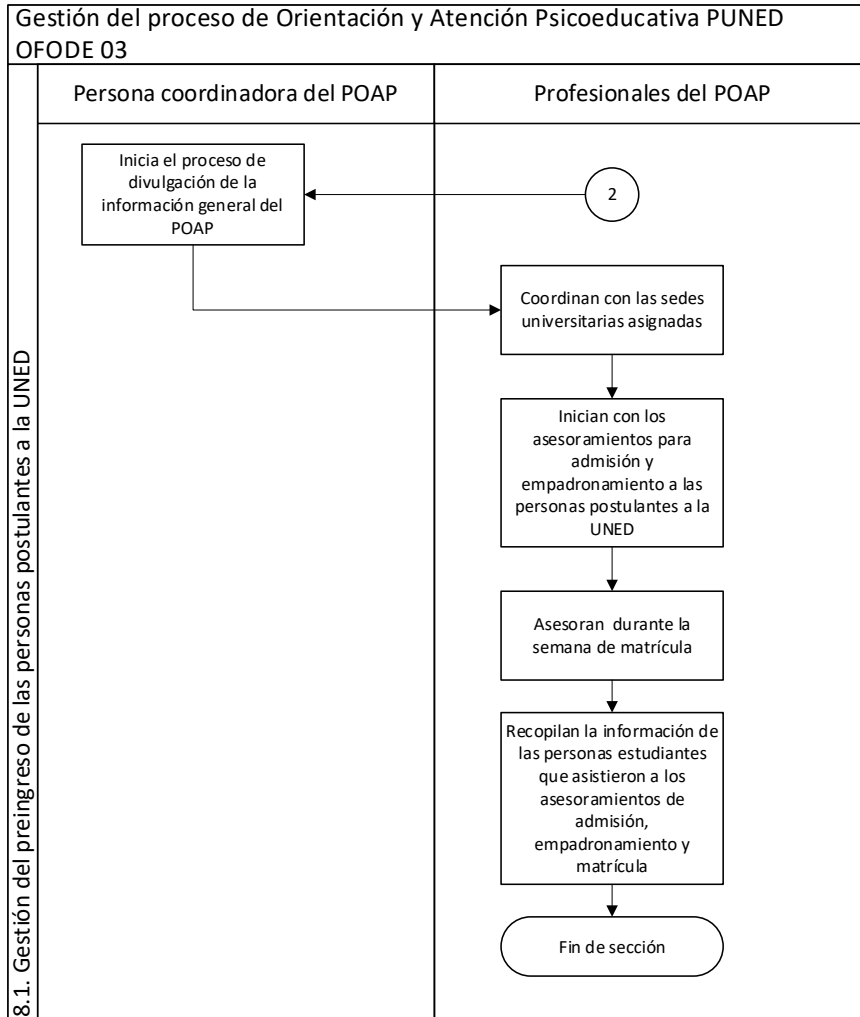 Gestión del proceso de Orientación y Atención Psicoeducativa PUNED
OFODE 03
8.1. Gestión del preingreso de las personas postulantes a la UNED
Persona coordinadora del POAP
Profesionales del POAP
Inicia el proceso de
divulgación de la
información general del
POAP
2
Coordinan con las sedes
universitarias asignadas
Inician con los
asesoramientos para
admisión y
empadronamiento a las
personas postulantes a la
UNED
Asesoran durante la
semana de matrícula
Recopilan la información de
las personas estudiantes
que asistieron a los
asesoramientos de
admisión,
empadronamiento y
matrícula
Fin de sección